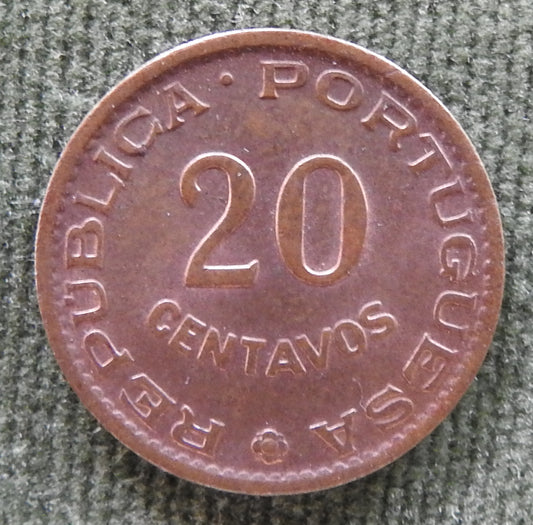 REPUBLICA · PORTUGUESA
20
CENTAVOS